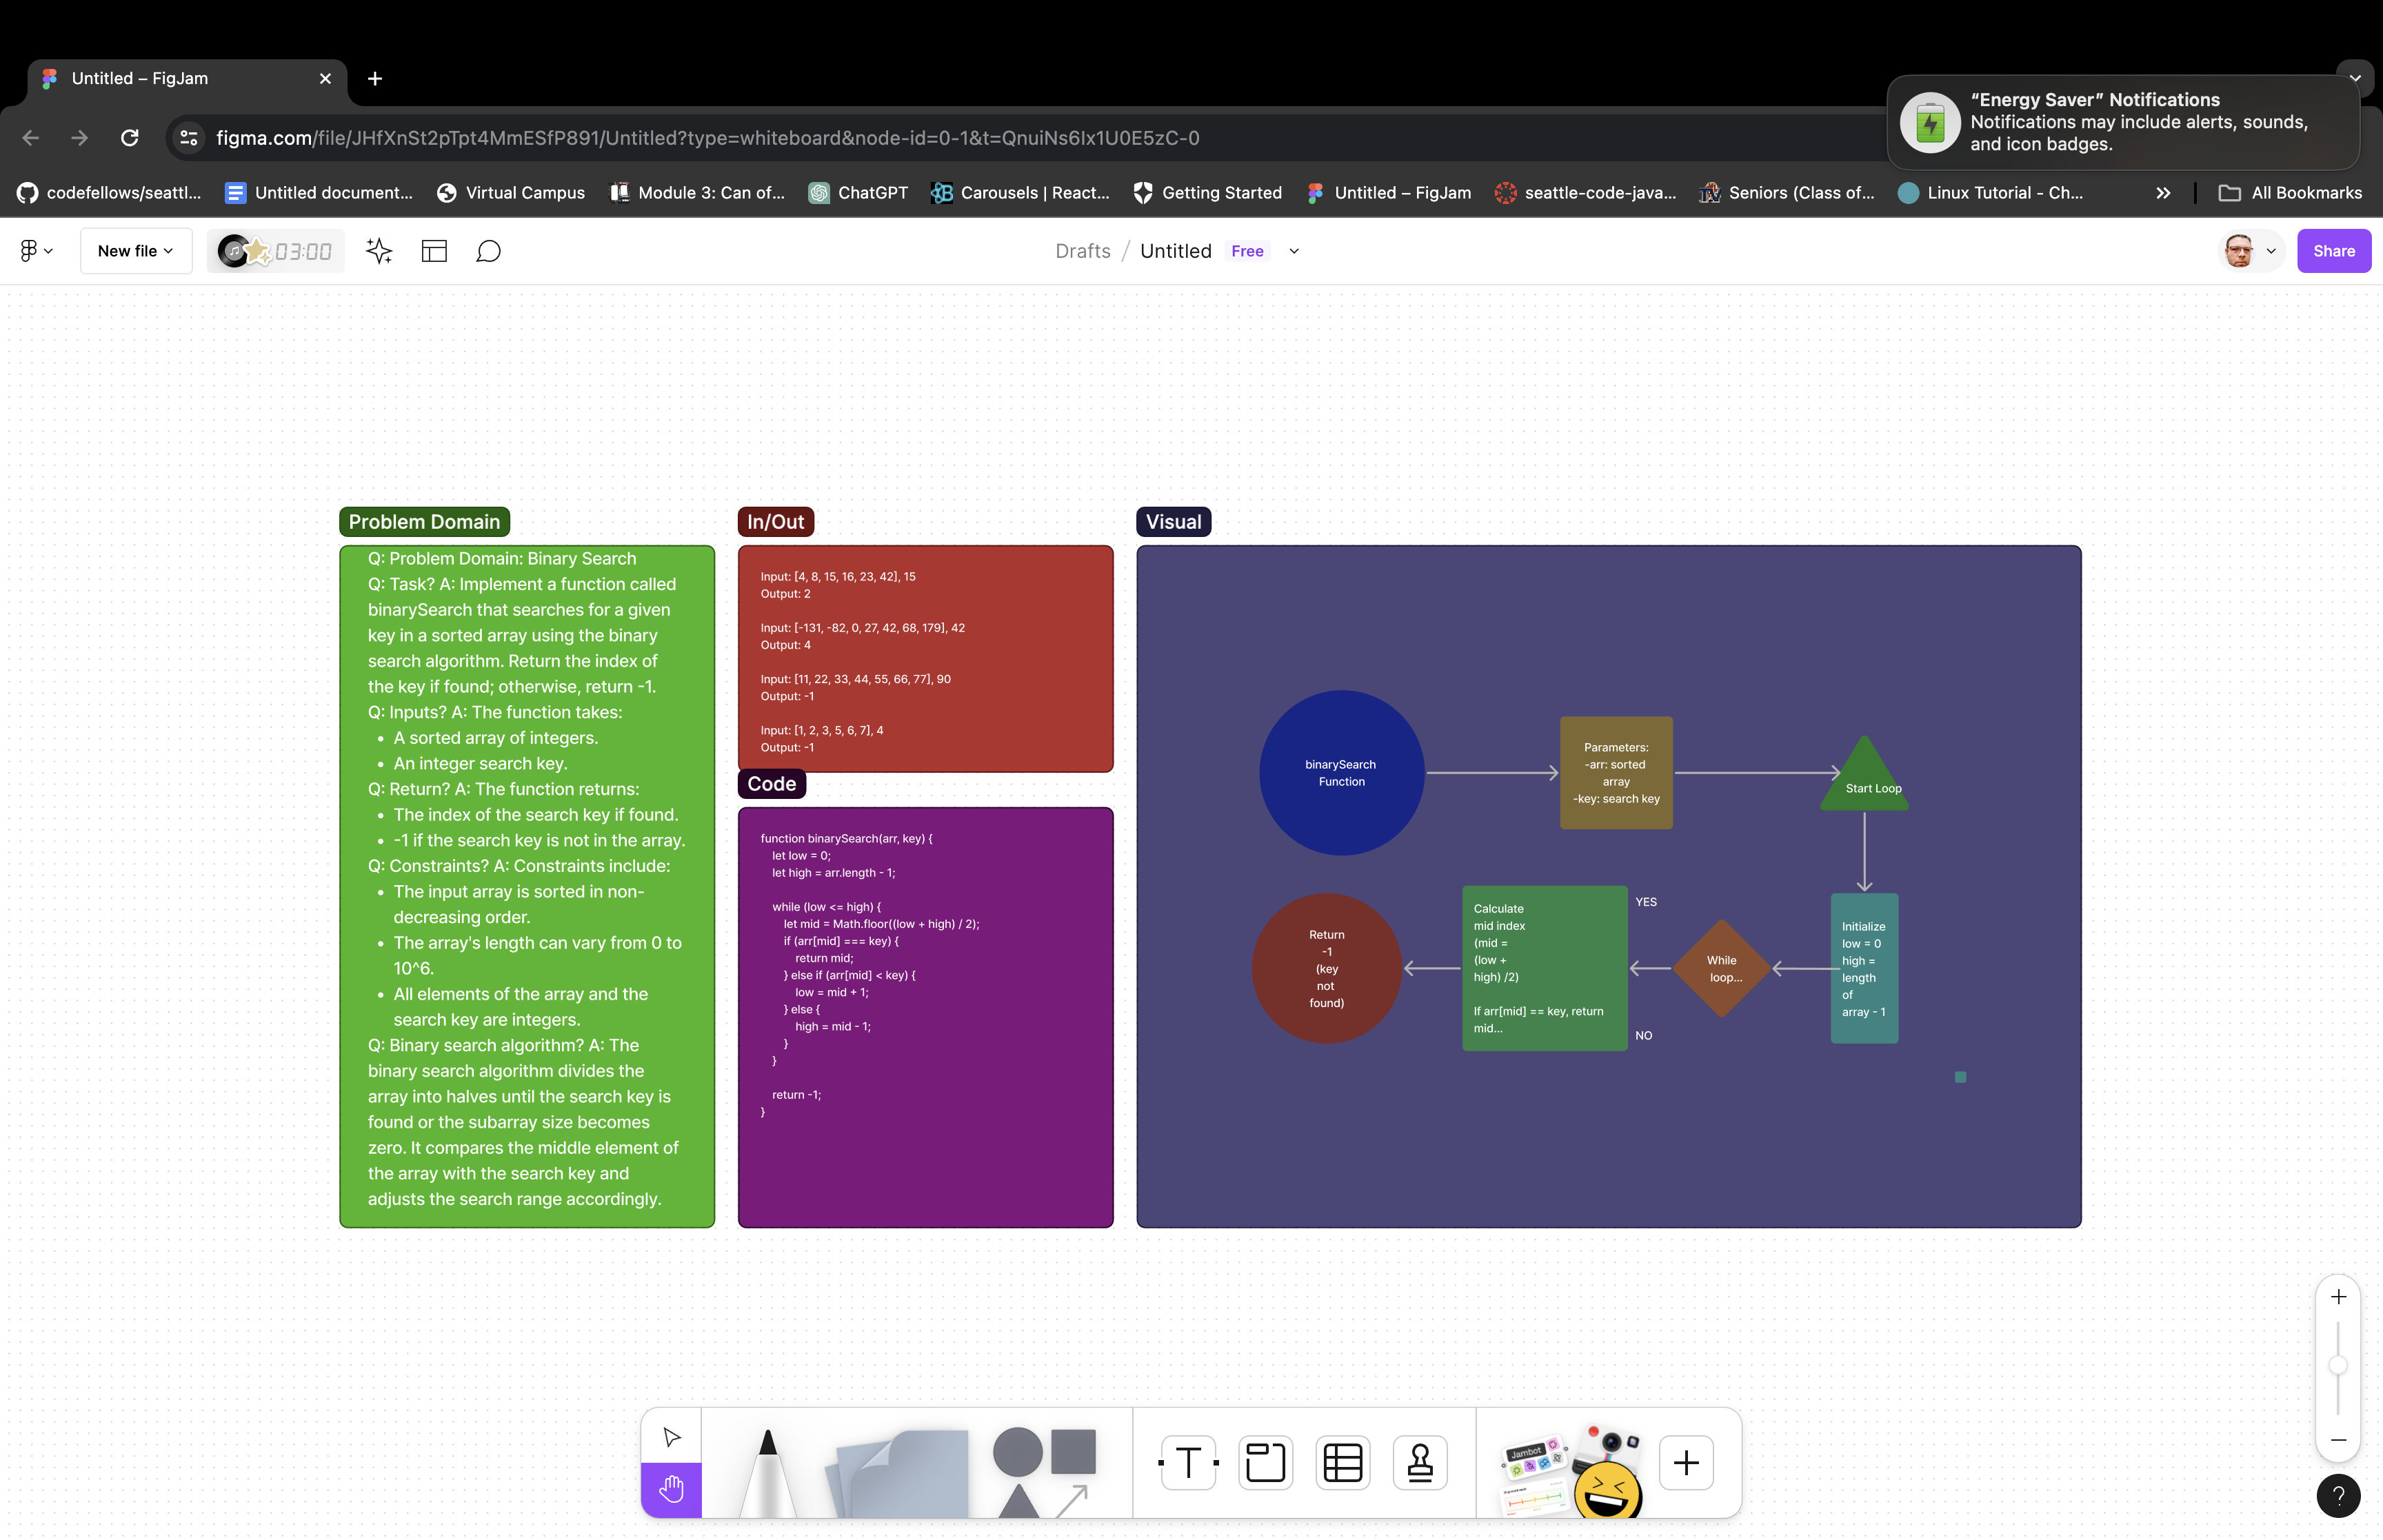 Untitled – FigJam
“Energy Saver” Notifications
Notifications may include alerts, sounds,
and icon badges.
figma.com/file/JHfXnSt2pTpt4MmESfP891/Untitled?type=whiteboard&node-id=0-1&t=QnuiNs6Ix1U0E5zC-0
codefellows/seattl...
Untitled document...
Virtual Campus
Module 3: Can of...
ChatGPT
Carousels | React...
Getting Started
Untitled – FigJam
seattle-code-java...
Seniors (Class of...
Linux Tutorial - Ch...
All Bookmarks
New file
03:00
Drafts / Untitled
Free
Share
Problem Domain
Q: Problem Domain: Binary Search
Q: Task? A: Implement a function called
binarySearch that searches for a given
key in a sorted array using the binary
search algorithm. Return the index of
the key if found; otherwise, return -1.
Q: Inputs? A: The function takes:
• A sorted array of integers.
• An integer search key.
Q: Return? A: The function returns:
• The index of the search key if found.
• -1 if the search key is not in the array.
Q: Constraints? A: Constraints include:
• The input array is sorted in non-
decreasing order.
• The array's length can vary from 0 to
10^6.
• All elements of the array and the
search key are integers.
Q: Binary search algorithm? A: The
binary search algorithm divides the
array into halves until the search key is
found or the subarray size becomes
zero. It compares the middle element of
the array with the search key and
adjusts the search range accordingly.
In/Out
Input: [4, 8, 15, 16, 23, 42], 15
Output: 2
Input: [-131, -82, 0, 27, 42, 68, 179], 42
Output: 4
Input: [11, 22, 33, 44, 55, 66, 77], 90
Output: -1
Input: [1, 2, 3, 5, 6, 7], 4
Output: -1
Code
function binarySearch(arr, key) {
let low = 0;
let high = arr.length - 1;
while (low <= high) {
let mid = Math.floor((low + high) / 2);
if (arr[mid] === key) {
return mid;
} else if (arr[mid] < key) {
low = mid + 1;
} else {
high = mid - 1;
}
}
return -1;
}
Visual
binarySearch
Function
Parameters:
-arr: sorted
array
-key: search key
Start Loop
Initialize
low = 0
high =
length
of
array - 1
While
loop...
YES
NO
Calculate
mid index
(mid =
(low +
high) /2)
If arr[mid] == key, return
mid...
Return
-1
(key
not
found)
T
Jambot
?